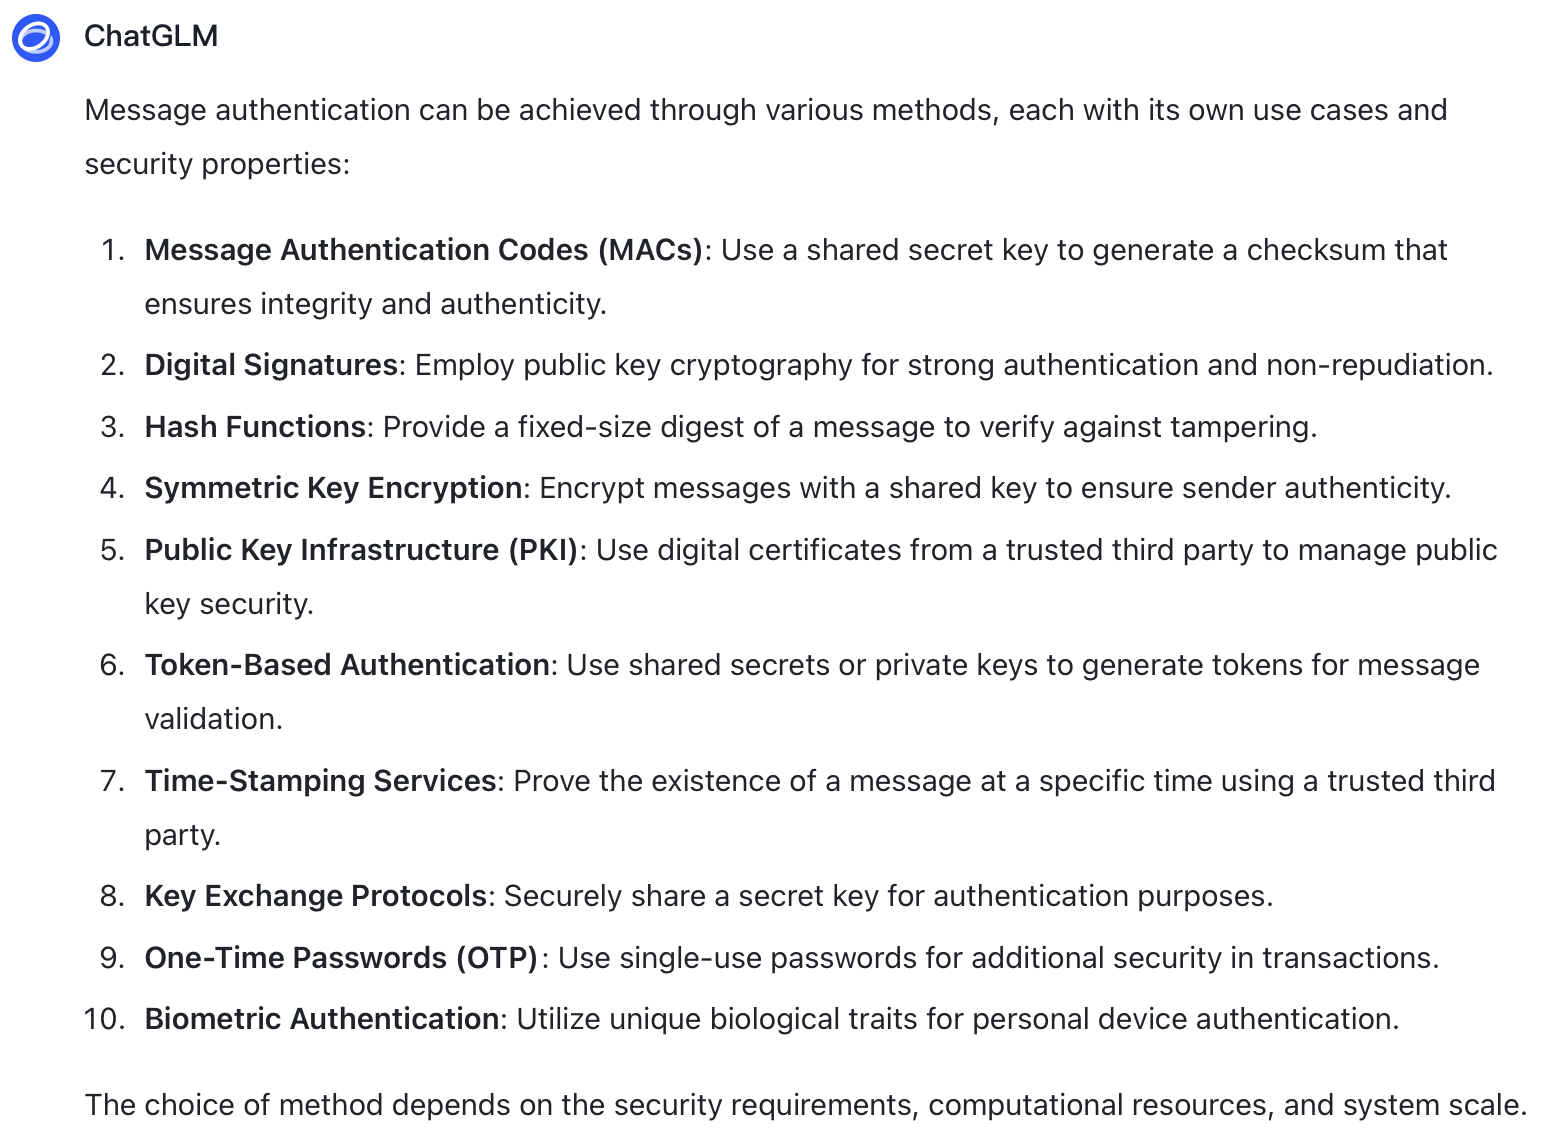 ChatGLM
Message authentication can be achieved through various methods, each with its own use cases and
security properties:
1. Message Authentication Codes (MACs): Use a shared secret key to generate a checksum that
ensures integrity and authenticity.
2. Digital Signatures: Employ public key cryptography for strong authentication and non-repudiation.
3. Hash Functions: Provide a fixed-size digest of a message to verify against tampering.
4. Symmetric Key Encryption: Encrypt messages with a shared key to ensure sender authenticity.
5. Public Key Infrastructure (PKI): Use digital certificates from a trusted third party to manage public
key security.
6. Token-Based Authentication: Use shared secrets or private keys to generate tokens for message
validation.
7. Time-Stamping Services: Prove the existence of a message at a specific time using a trusted third
party.
8. Key Exchange Protocols: Securely share a secret key for authentication purposes.
9. One-Time Passwords (OTP): Use single-use passwords for additional security in transactions.
10. Biometric Authentication: Utilize unique biological traits for personal device authentication.
The choice of method depends on the security requirements, computational resources, and system scale.